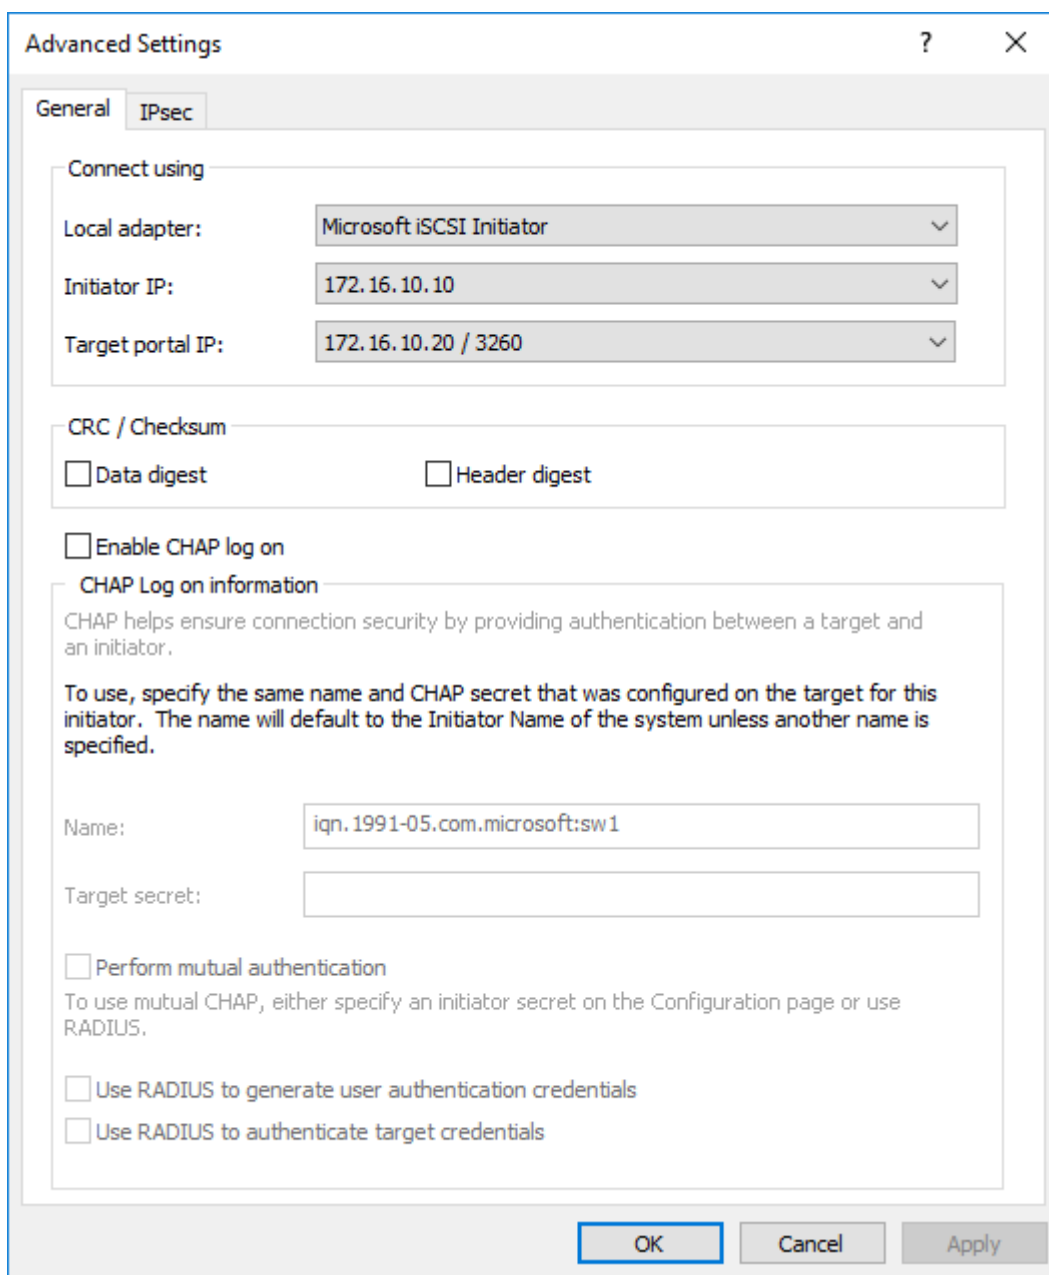 Advanced Settings ?
General IPsec
Connect using
Local adapter: Microsoft iSCSI Initiator
Initiator IP: 172.16.10.10
Target portal IP: 172.16.10.20 / 3260
CRC / Checksum
Data digest Header digest
Enable CHAP log on
CHAP Log on information
CHAP helps ensure connection security by providing authentication between a target and
an initiator.
To use, specify the same name and CHAP secret that was configured on the target for this
initiator.  The name will default to the Initiator Name of the system unless another name is
specified.
Name: iqn.1991-05.com.microsoft:sw1
Target secret:
Perform mutual authentication
To use mutual CHAP, either specify an initiator secret on the Configuration page or use
RADIUS.
Use RADIUS to generate user authentication credentials
Use RADIUS to authenticate target credentials
OK Cancel Apply